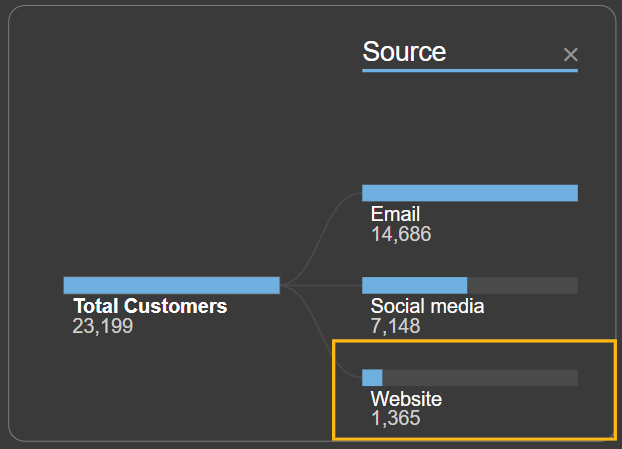 Source
Email
14,686
Total Customers
23,199
Social media
7,148
Website
1,365